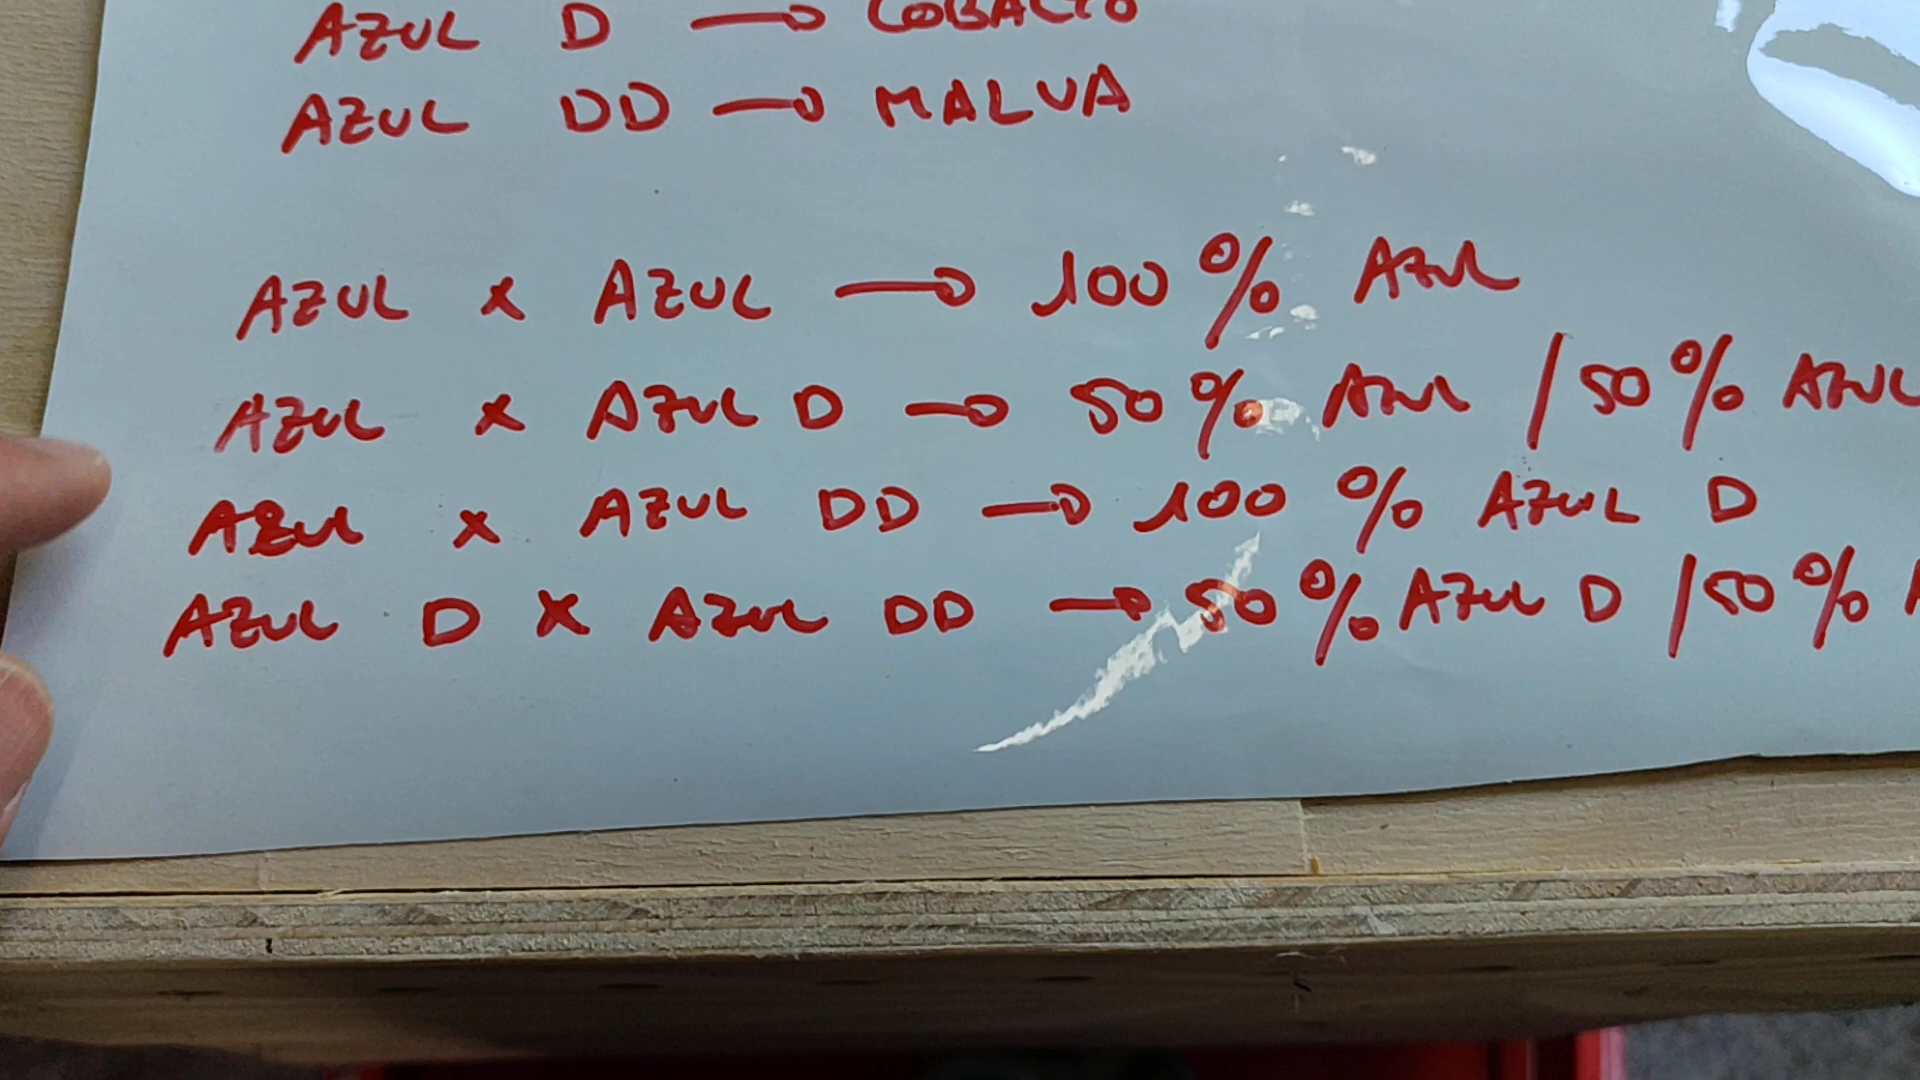 AZUL D → COBALTO
AZUL DD → MALVA
AZUL x AZUL → 100 % AZUL
AZUL x AZUL D → 50 % AZUL / 50 % AZUL
AZUL x AZUL DD → 100 % AZUL D
AZUL D x AZUL DD → 50 % AZUL D / 50 %